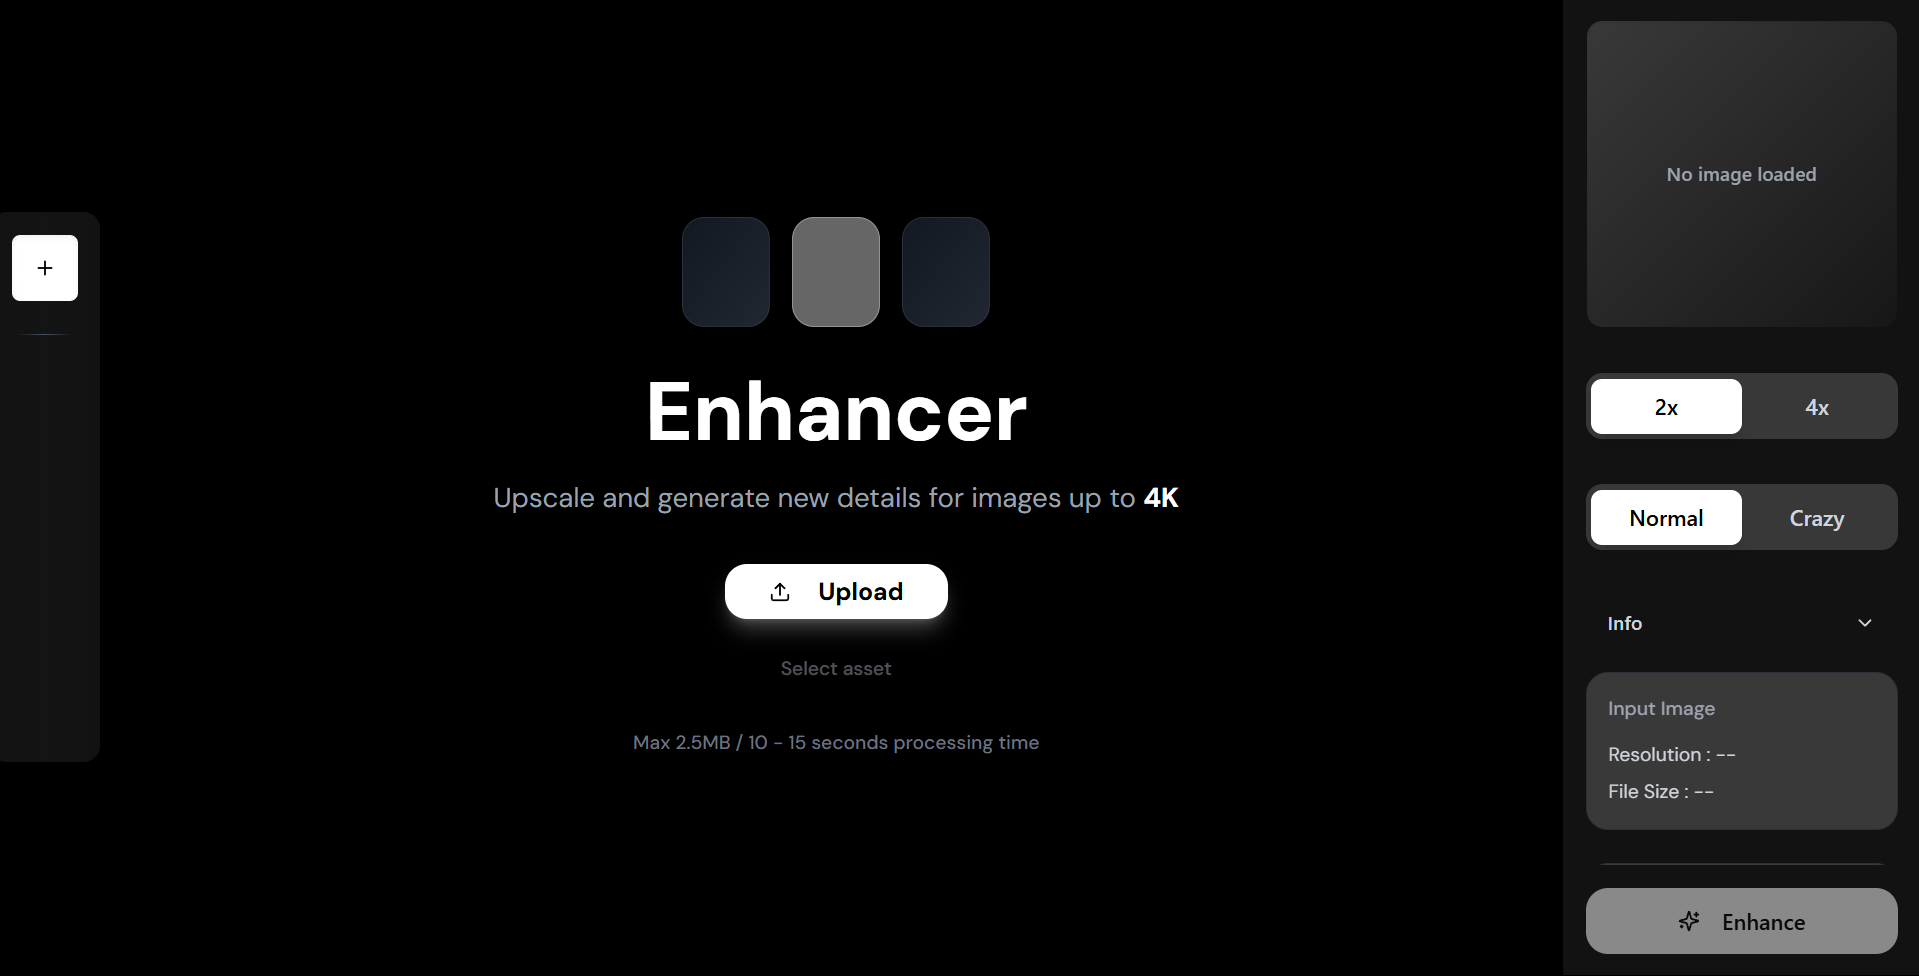 Enhancer
Upscale and generate new details for images up to 4K
Upload
Select asset
Max 2.5MB / 10 - 15 seconds processing time
No image loaded
2x 4x
Normal Crazy
Info
Input Image
Resolution : --
File Size : --
Enhance